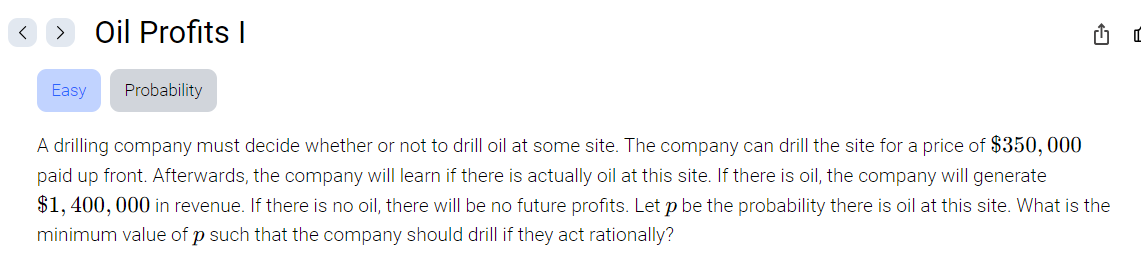 Oil Profits I
Easy Probability
A drilling company must decide whether or not to drill oil at some site. The company can drill the site for a price of $350, 000
paid up front. Afterwards, the company will learn if there is actually oil at this site. If there is oil, the company will generate
$1, 400, 000 in revenue. If there is no oil, there will be no future profits. Let p be the probability there is oil at this site. What is the
minimum value of p such that the company should drill if they act rationally?